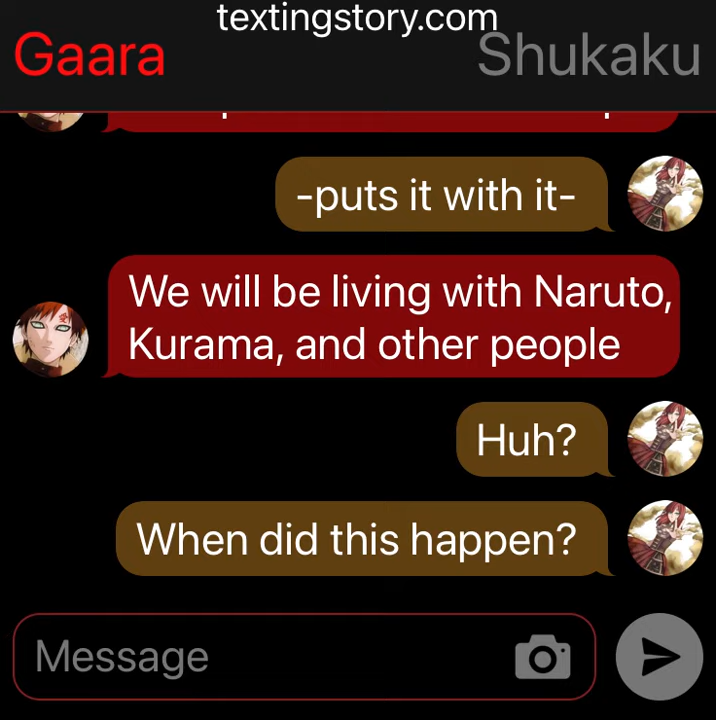 textingstory.com
Gaara
Shukaku
-puts it with it-
We will be living with Naruto,
Kurama, and other people
Huh?
When did this happen?
Message